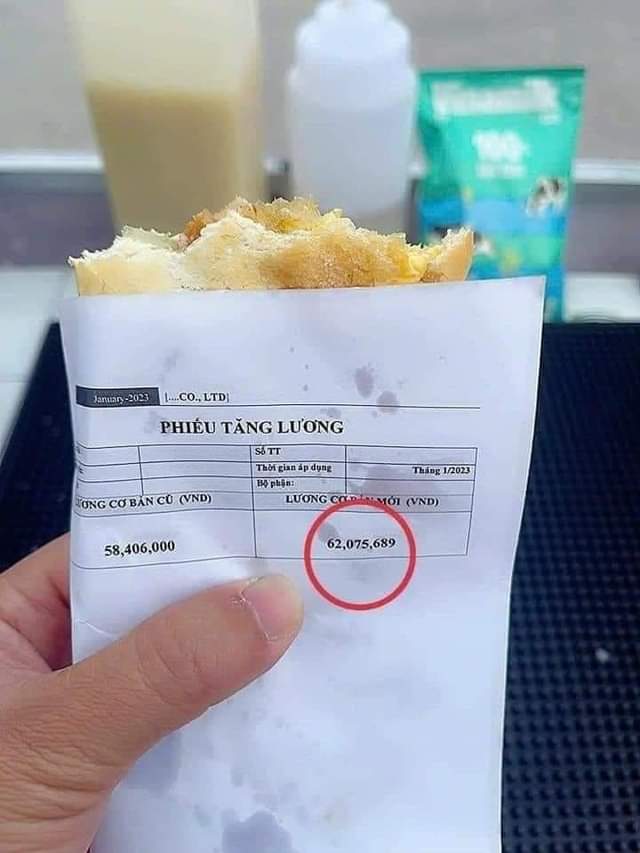 January-2023 [....CO., LTD]
PHIẾU TĂNG LƯƠNG
Số TT
Thời gian áp dụng Tháng 1/2023
Bộ phận:
ƯƠNG CƠ BẢN CŨ (VND) LƯƠNG CƠ BẢN MỚI (VND)
58,406,000 62,075,689